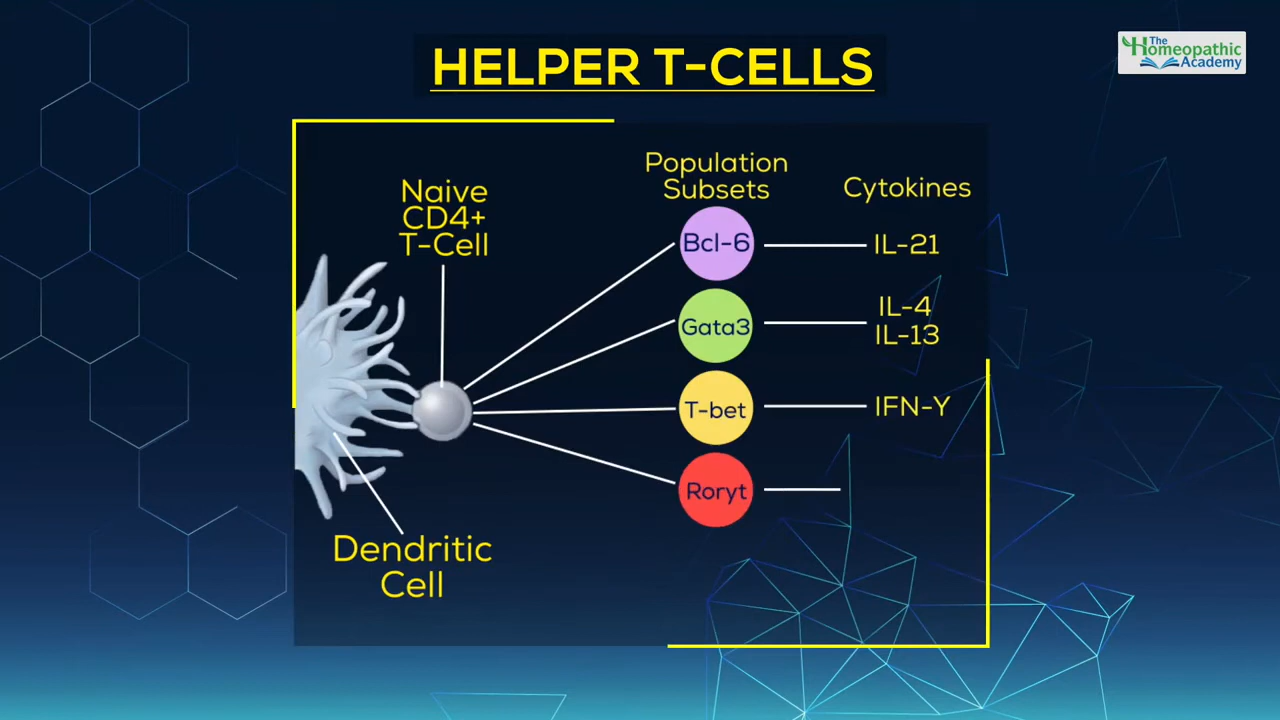 HELPER T-CELLS
The
Homeopathic
Academy
Naive
CD4+
T-Cell
Population
Subsets
Cytokines
Bcl-6
IL-21
Gata3
IL-4
IL-13
T-bet
IFN-Y
Roryt
Dendritic
Cell